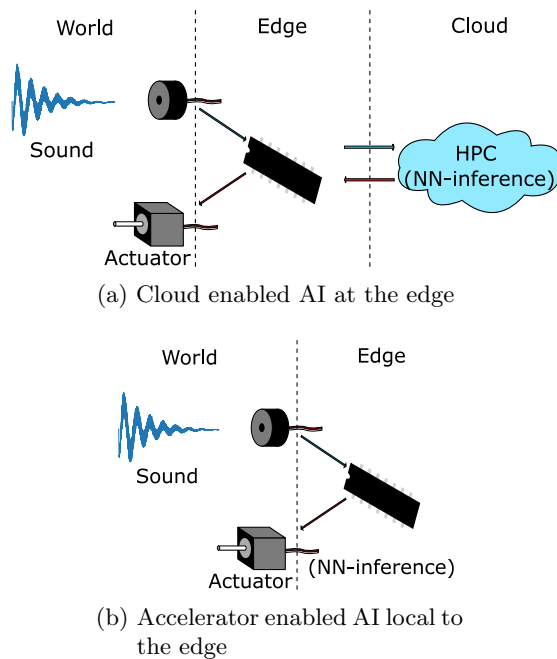 World Edge Cloud
Sound
HPC
(NN-inference)
Actuator
(a) Cloud enabled AI at the edge
World Edge
Sound
Actuator (NN-inference)
(b) Accelerator enabled AI local to
the edge